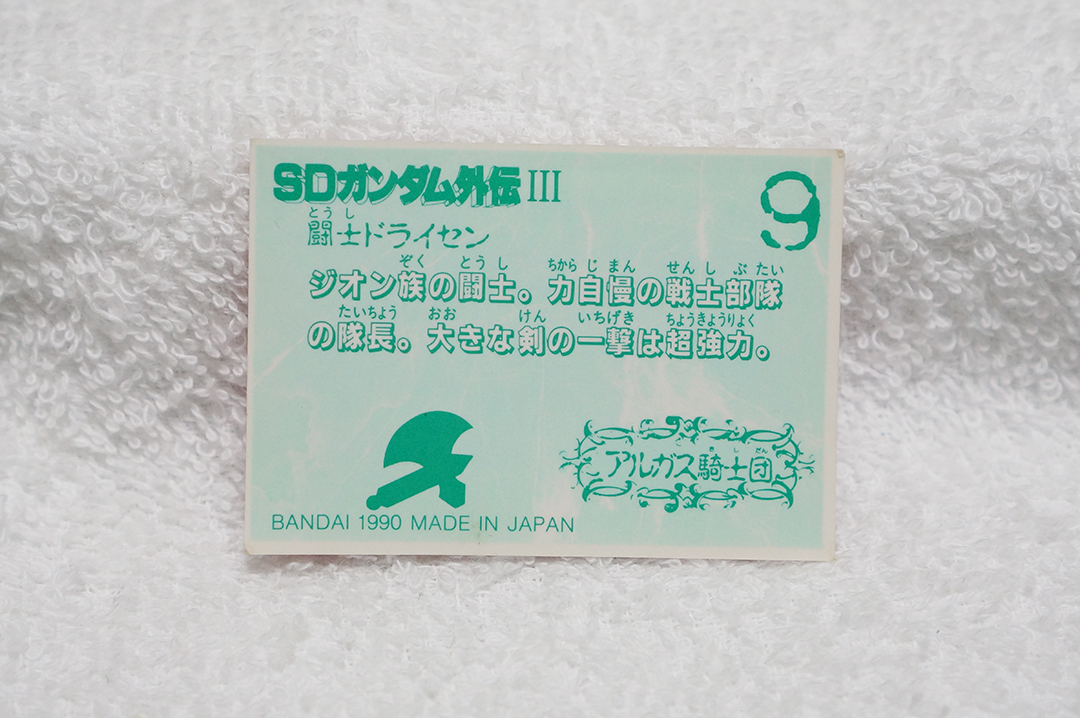 SDガンダム外伝III
9
とうし
闘士ドライセン
ぞく とうし ちからじまん せんしぶたい
ジオン族の闘士。力自慢の戦士部隊
たいちょう おお けん いちげき ちょうきょうりょく
の隊長。大きな剣の一撃は超強力。
アルガス騎士団
BANDAI 1990 MADE IN JAPAN